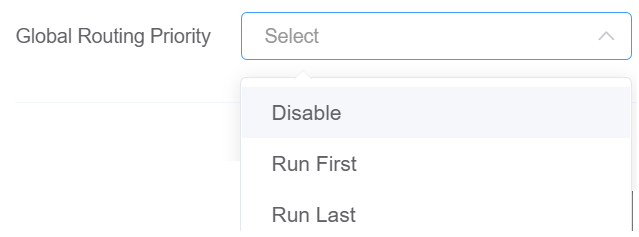 Global Routing Priority Select
Disable
Run First
Run Last